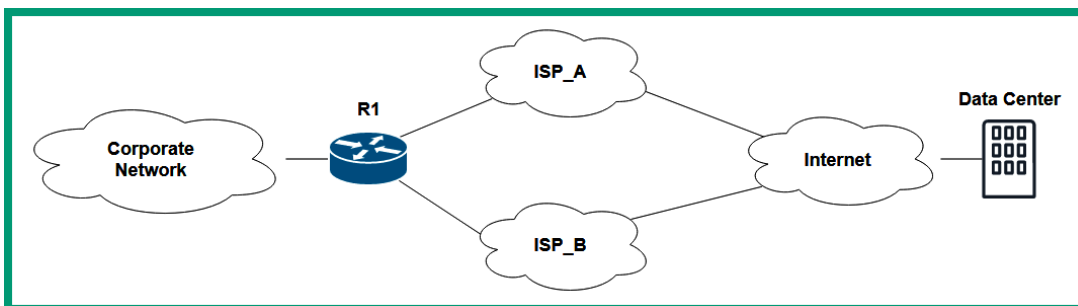 ISP_A
R1
Data Center
Corporate
Network
Internet
ISP_B